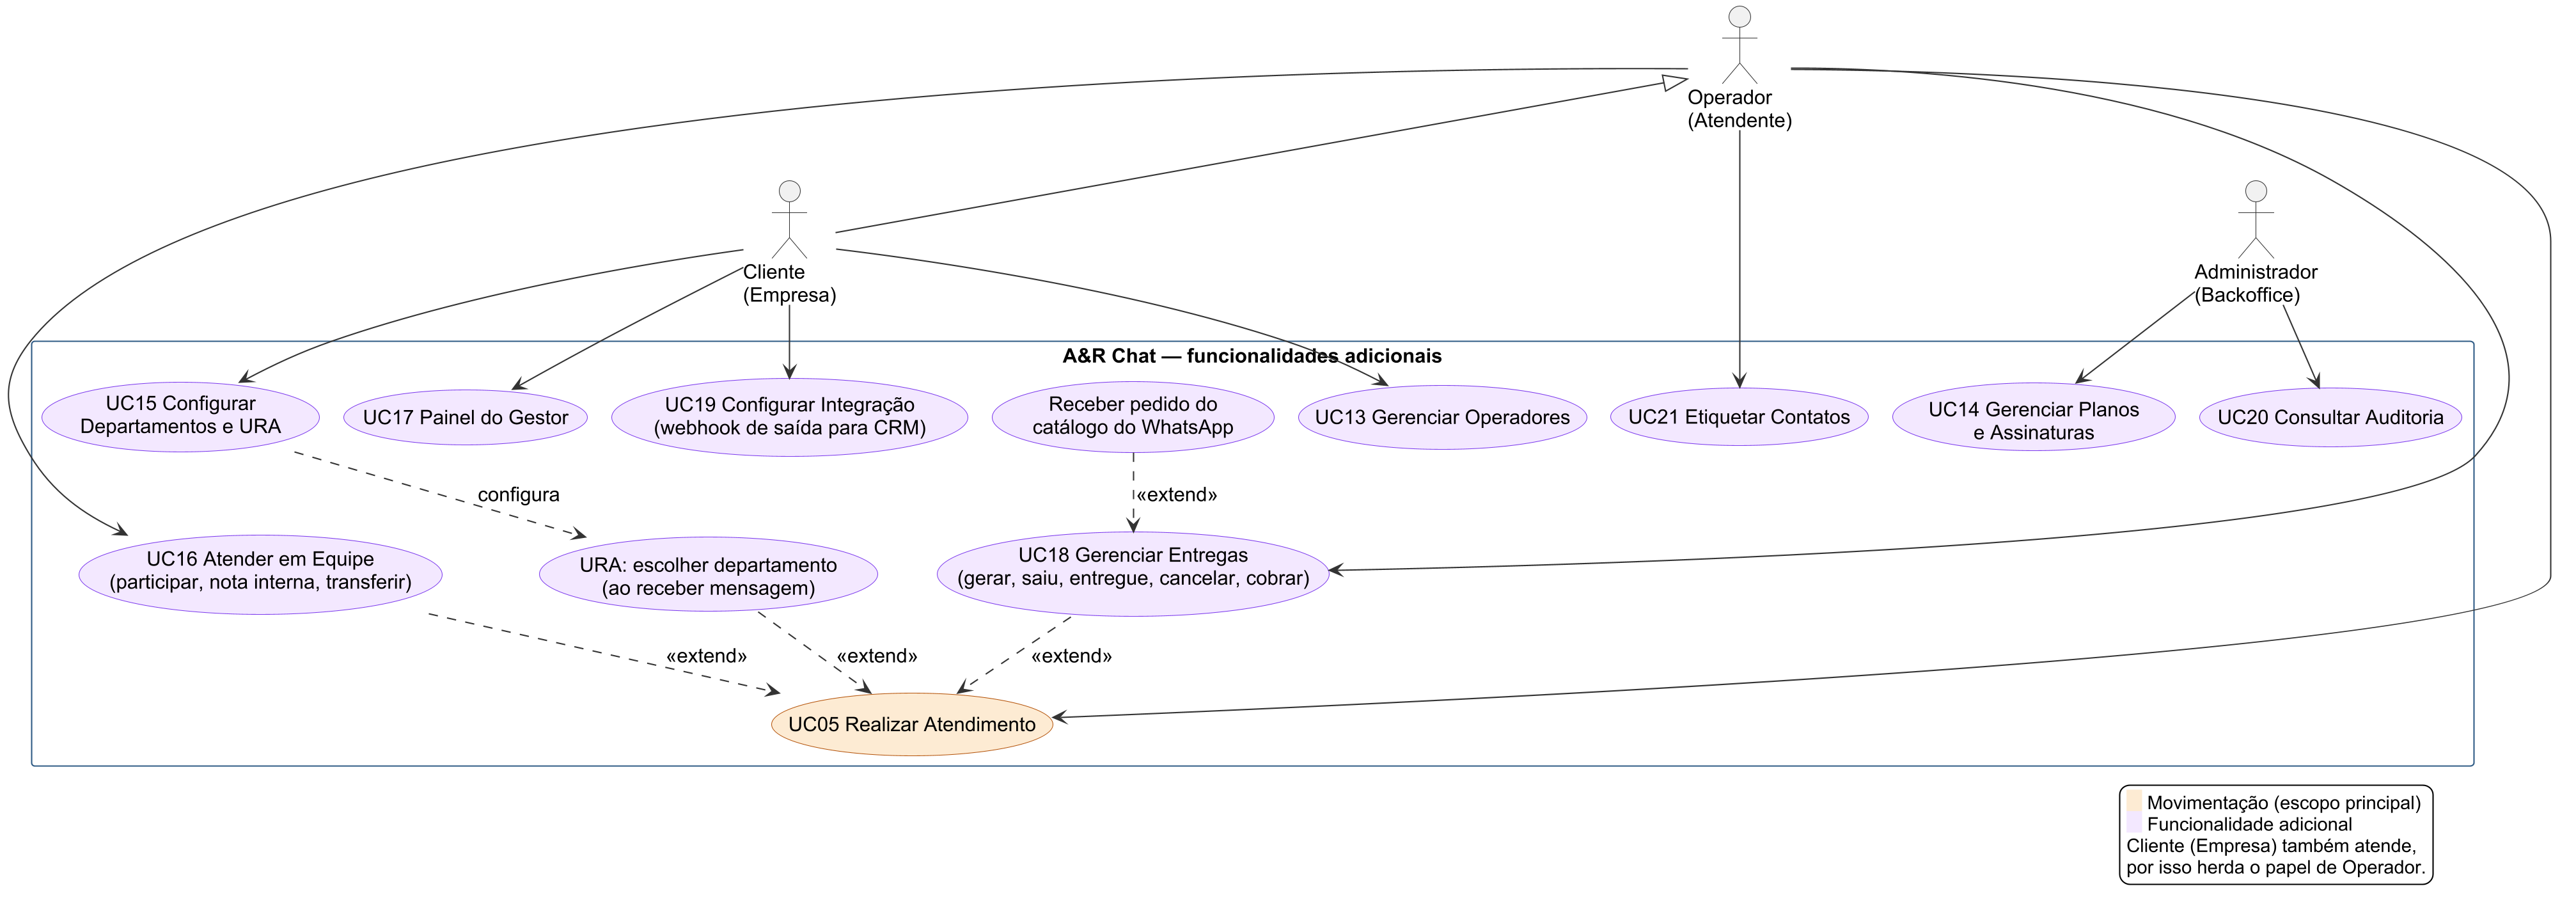 Operador
(Atendente)
Cliente
(Empresa)
Administrador
(Backoffice)
A&R Chat — funcionalidades adicionais
UC15 Configurar
Departamentos e URA
UC17 Painel do Gestor
UC19 Configurar Integração
(webhook de saída para CRM)
Receber pedido do
catálogo do WhatsApp
UC13 Gerenciar Operadores
UC21 Etiquetar Contatos
UC14 Gerenciar Planos
e Assinaturas
UC20 Consultar Auditoria
configura
«extend»
UC16 Atender em Equipe
(participar, nota interna, transferir)
URA: escolher departamento
(ao receber mensagem)
UC18 Gerenciar Entregas
(gerar, saiu, entregue, cancelar, cobrar)
«extend»
«extend»
«extend»
UC05 Realizar Atendimento
Movimentação (escopo principal)
Funcionalidade adicional
Cliente (Empresa) também atende,
por isso herda o papel de Operador.